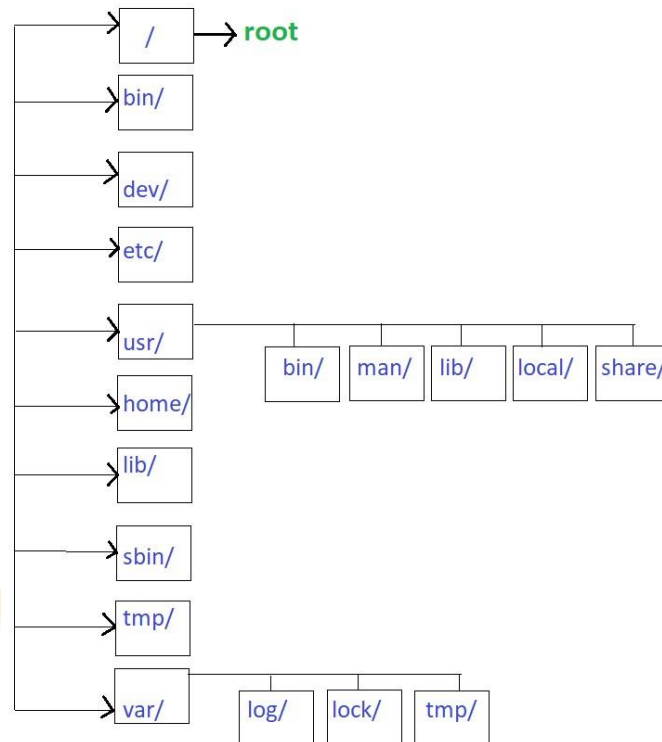 / root
bin/
dev/
etc/
usr/
bin/ man/ lib/ local/ share/
home/
lib/
sbin/
tmp/
var/ log/ lock/ tmp/